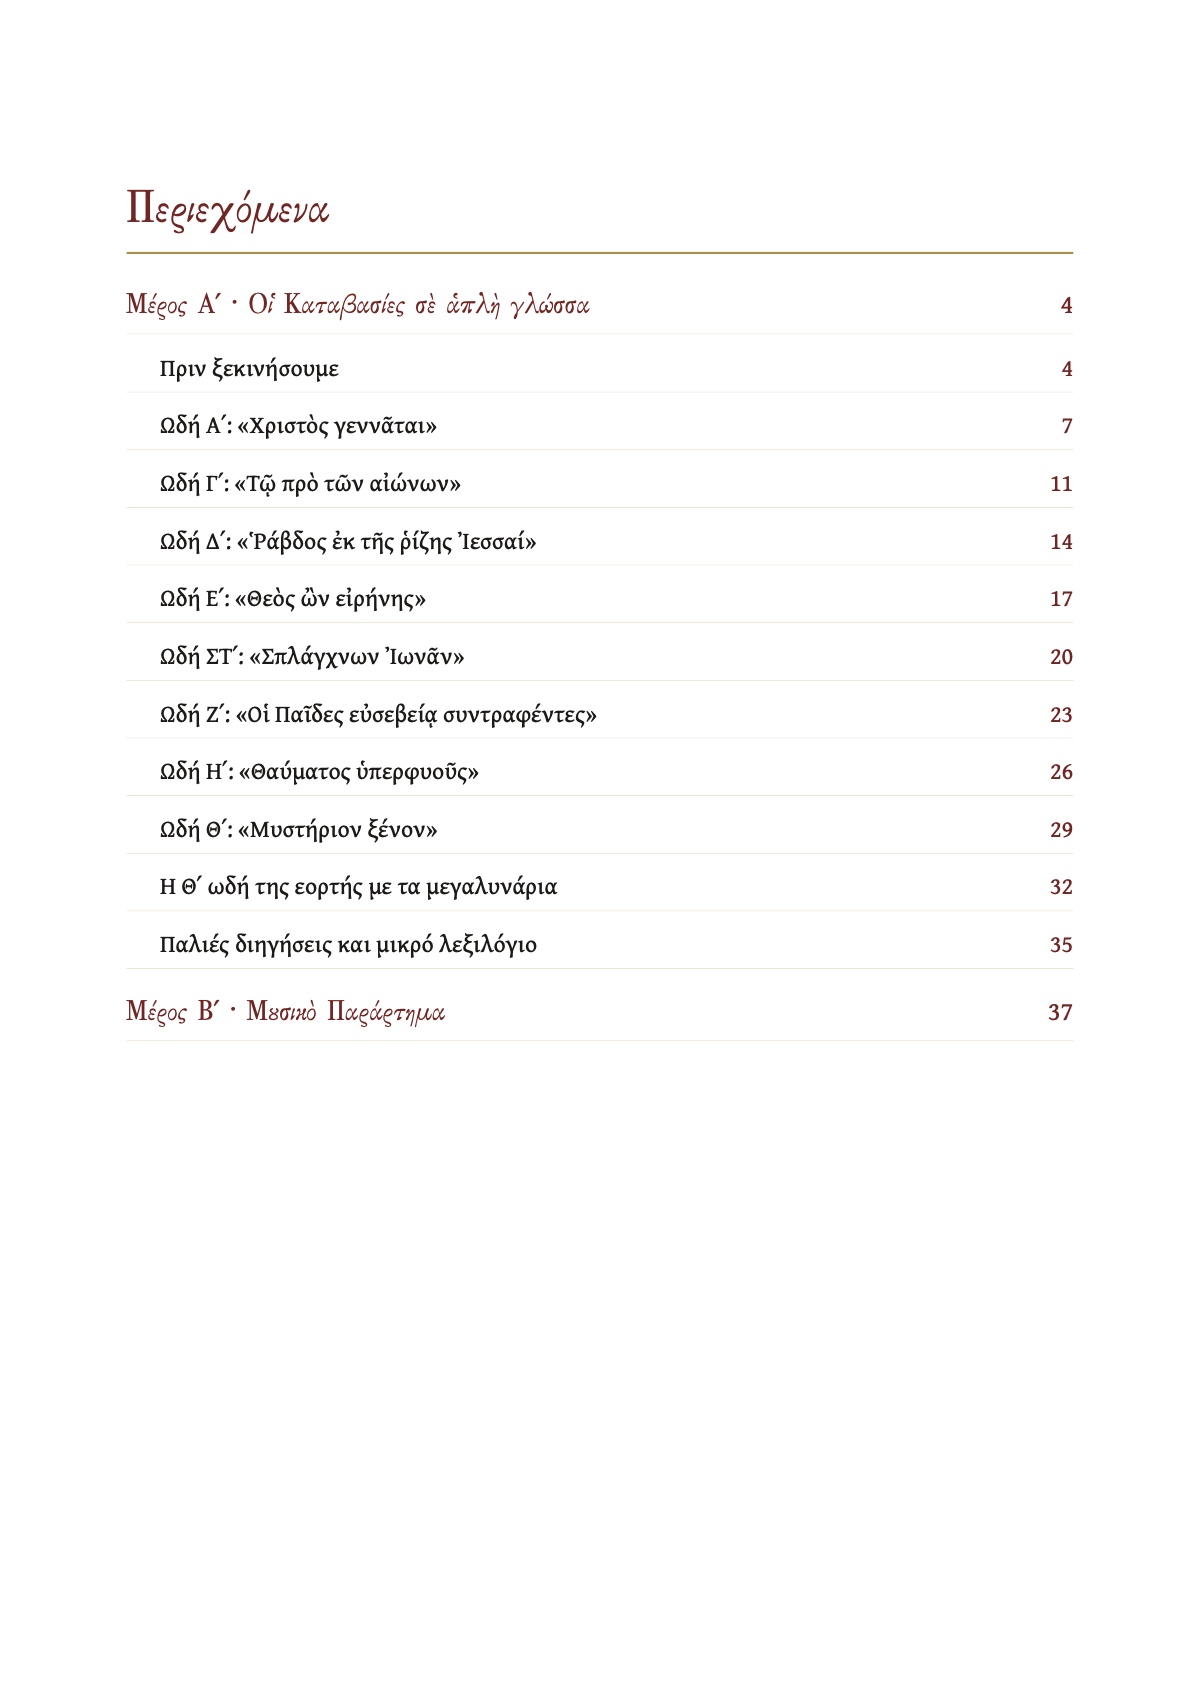 Περιεχόμενα
Μέρος Α´ · Οἱ Καταβασίες σὲ ἁπλὴ γλώσσα 4
Πριν ξεκινήσουμε 4
Ωδή Α´: «Χριστὸς γεννᾶται» 7
Ωδή Γ´: «Τῷ πρὸ τῶν αἰώνων» 11
Ωδή Δ´: «Ῥάβδος ἐκ τῆς ῥίζης Ἰεσσαί» 14
Ωδή Ε´: «Θεὸς ὢν εἰρήνης» 17
Ωδή ΣΤ´: «Σπλάγχνων Ἰωνᾶν» 20
Ωδή Ζ´: «Οἱ Παῖδες εὐσεβείᾳ συντραφέντες» 23
Ωδή Η´: «Θαύματος ὑπερφυοῦς» 26
Ωδή Θ´: «Μυστήριον ξένον» 29
Η Θ´ ωδή της εορτής με τα μεγαλυνάρια 32
Παλιές διηγήσεις και μικρό λεξιλόγιο 35
Μέρος Β´ · Μȣσικὸ Παράρτημα 37